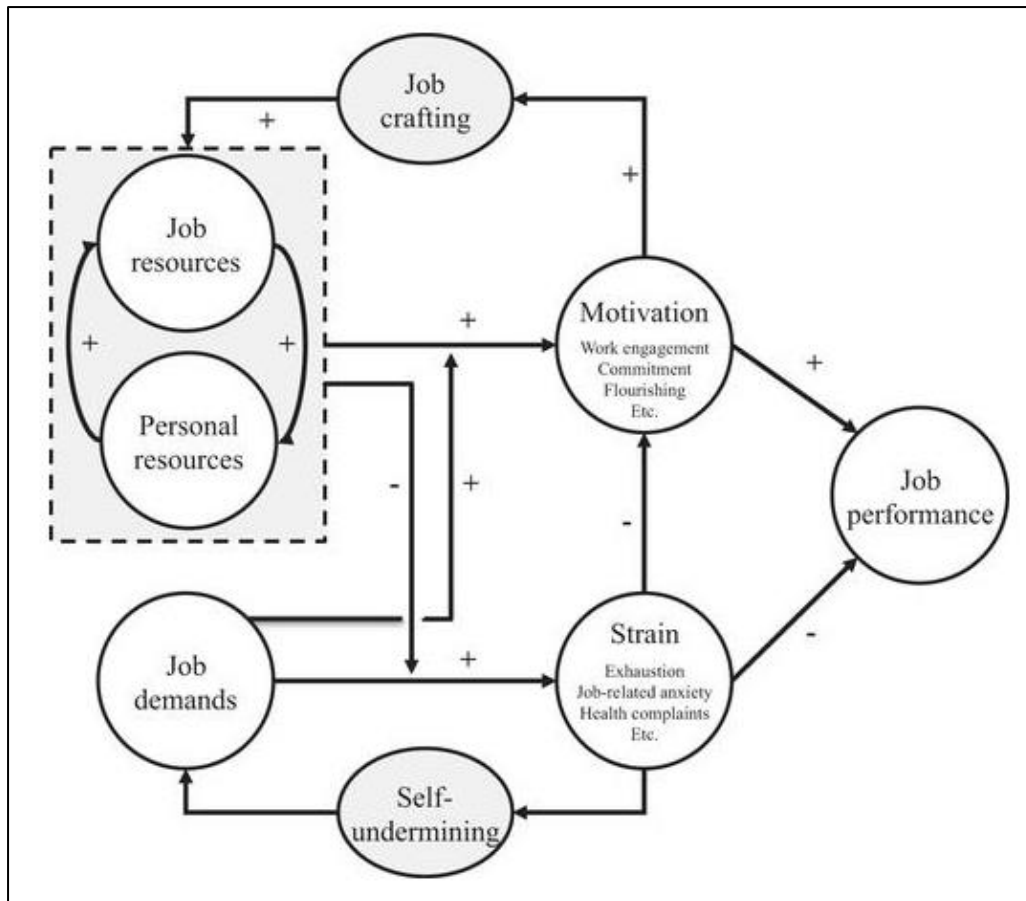 Job
crafting
+
+
Job
resources
+
+
Personal
resources
+
Motivation
Work engagement
Commitment
Flourishing
Etc.
+
-
+
-
Job
performance
Job
demands
+
Strain
Exhaustion
Job-related anxiety
Health complaints
Etc.
-
Self-
undermining